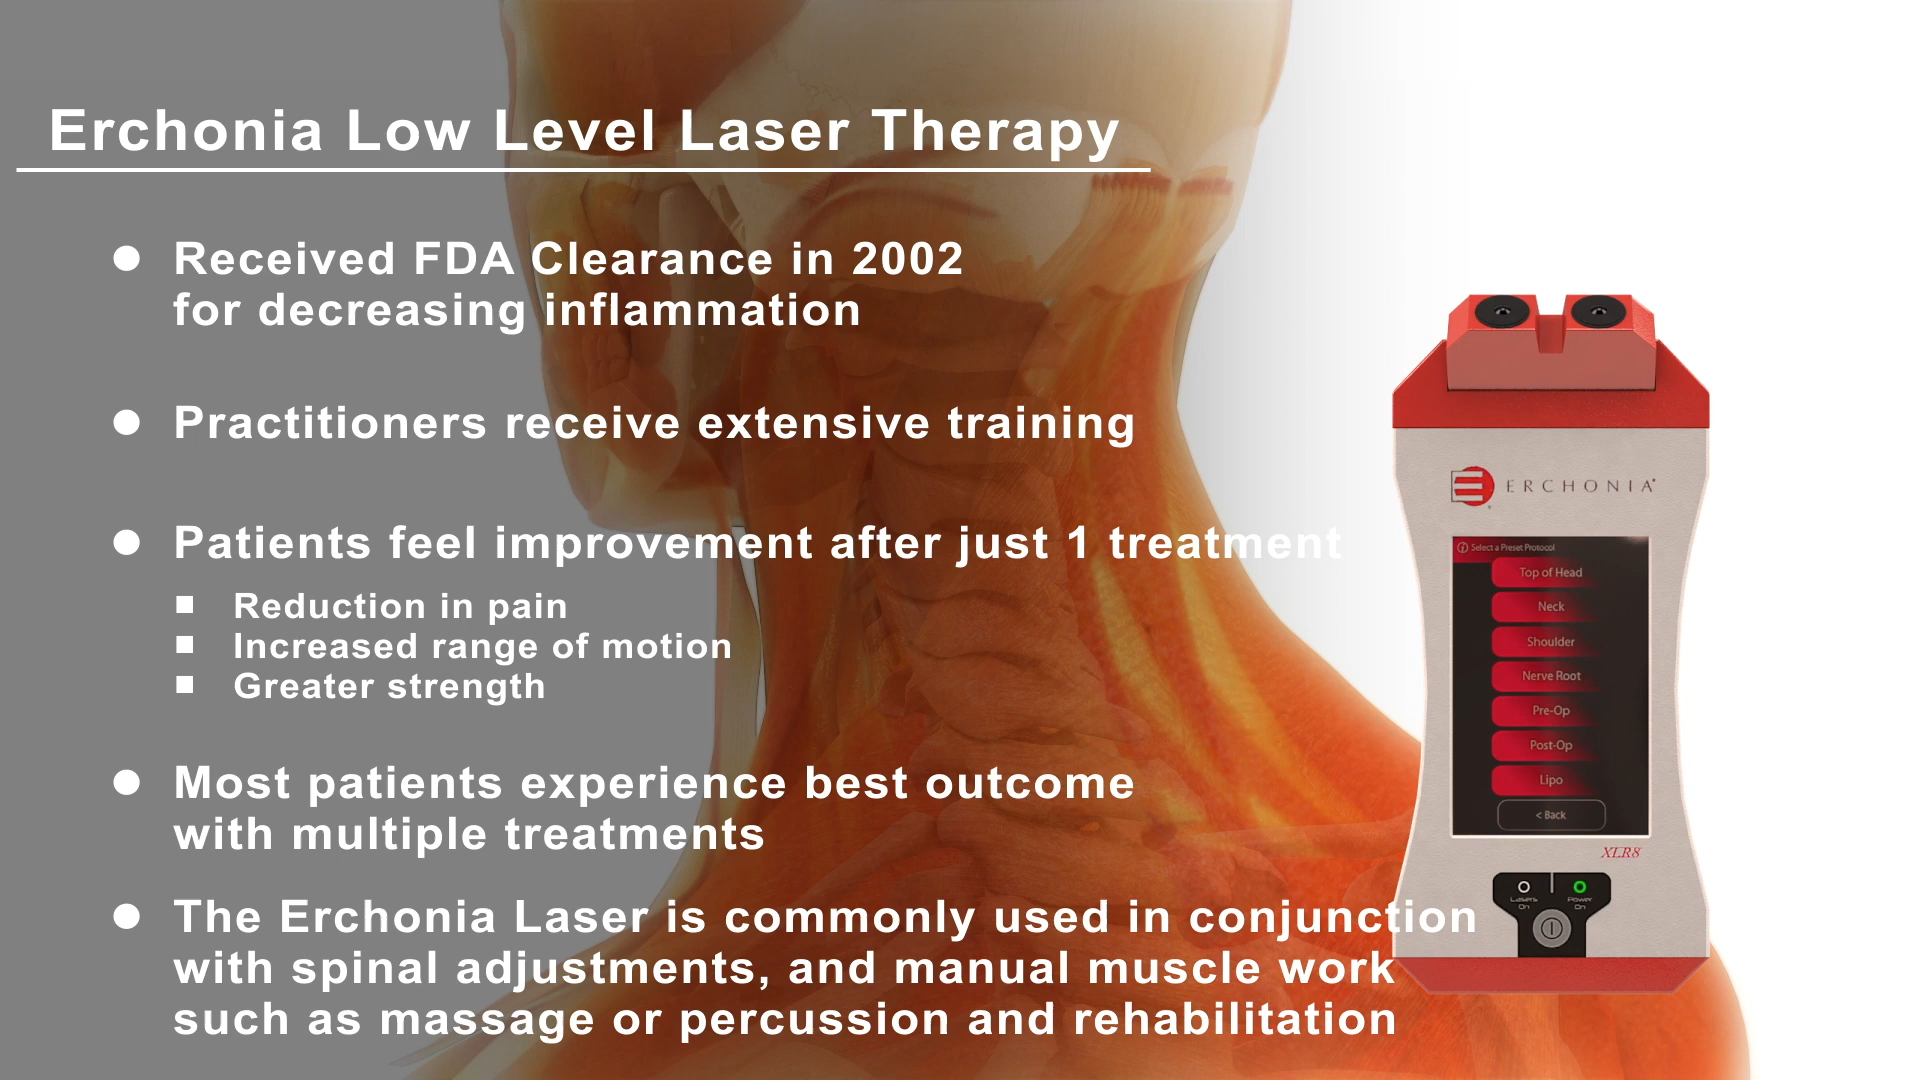 Erchonia Low Level Laser Therapy
Received FDA Clearance in 2002
for decreasing inflammation
Practitioners receive extensive training
Patients feel improvement after just 1 treatment
Reduction in pain
Increased range of motion
Greater strength
Most patients experience best outcome
with multiple treatments
The Erchonia Laser is commonly used in conjunction
with spinal adjustments, and manual muscle work
such as massage or percussion and rehabilitation
ERCHONIA
Select a Preset Protocol
Top of Head
Neck
Shoulder
Nerve Root
Pre-Op
Post-Op
Lipo
< Back
XLR8
Lasers On
Power On